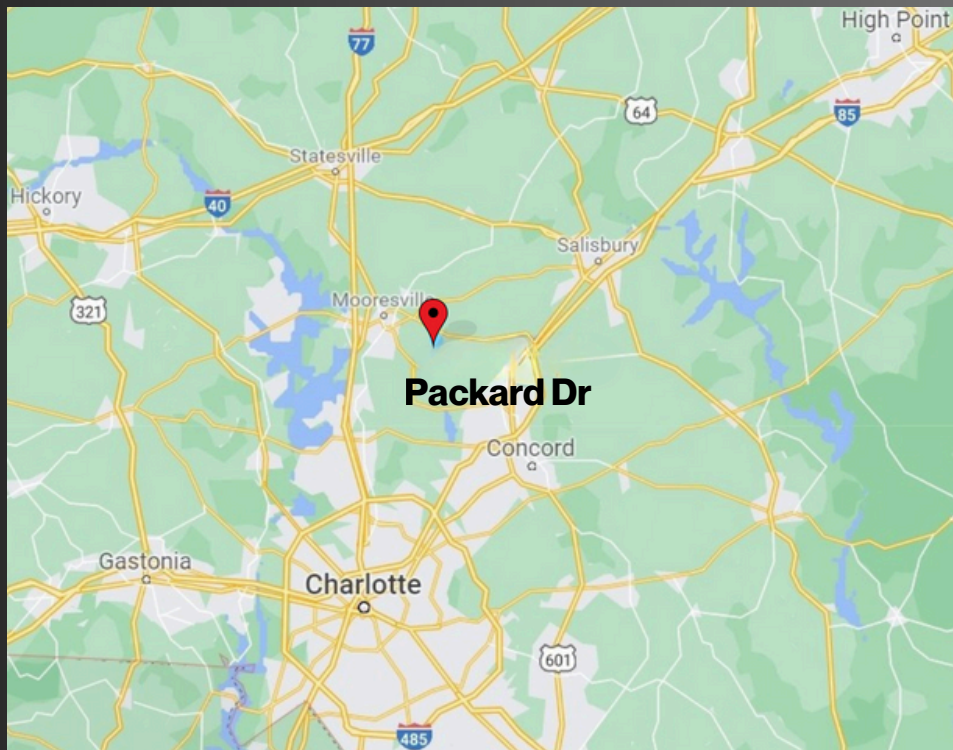 High Point
77
64
85
Statesville
Hickory
40
Salisbury
Mooresville
321
Packard Dr
Concord
Gastonia
Charlotte
601
485